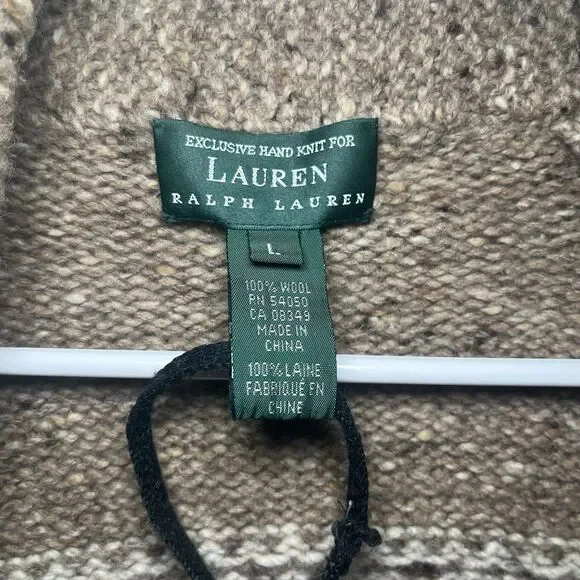 EXCLUSIVE HAND KNIT FOR
LAUREN
RALPH LAUREN
L
100% WOOL
RN 54050
CA 08349
MADE IN
CHINA
100% LAINE
FABRIQUÉ EN
CHINE